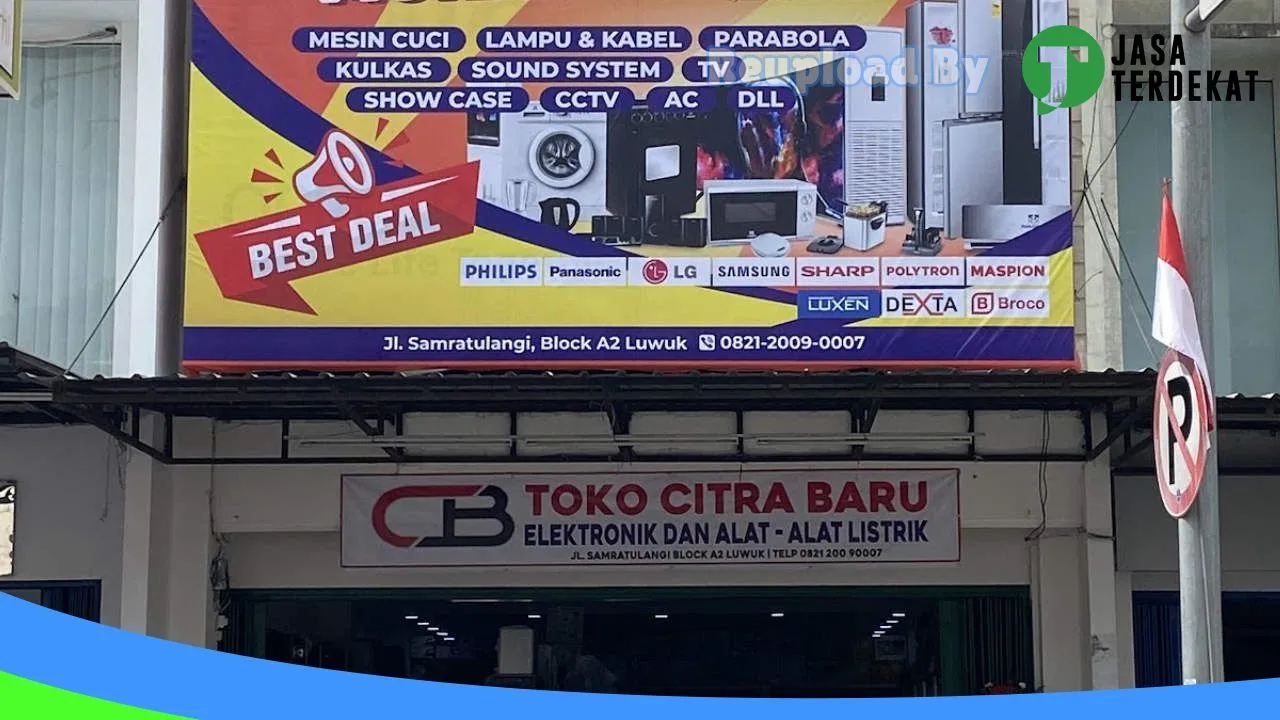 MESIN CUCI LAMPU & KABEL PARABOLA
KULKAS SOUND SYSTEM TV
SHOW CASE CCTV AC DLL
Reupload By
JASA
TERDEKAT
BEST DEAL
PHILIPS Panasonic LG SAMSUNG SHARP POLYTRON MASPION
LUXEN DEXTA B Broco
Jl. Samratulangi, Block A2 Luwuk 0821-2009-0007
P
CB TOKO CITRA BARU
ELEKTRONIK DAN ALAT - ALAT LISTRIK
JL. SAMRATULANGI BLOCK A2 LUWUK | TELP 0821 200 90007